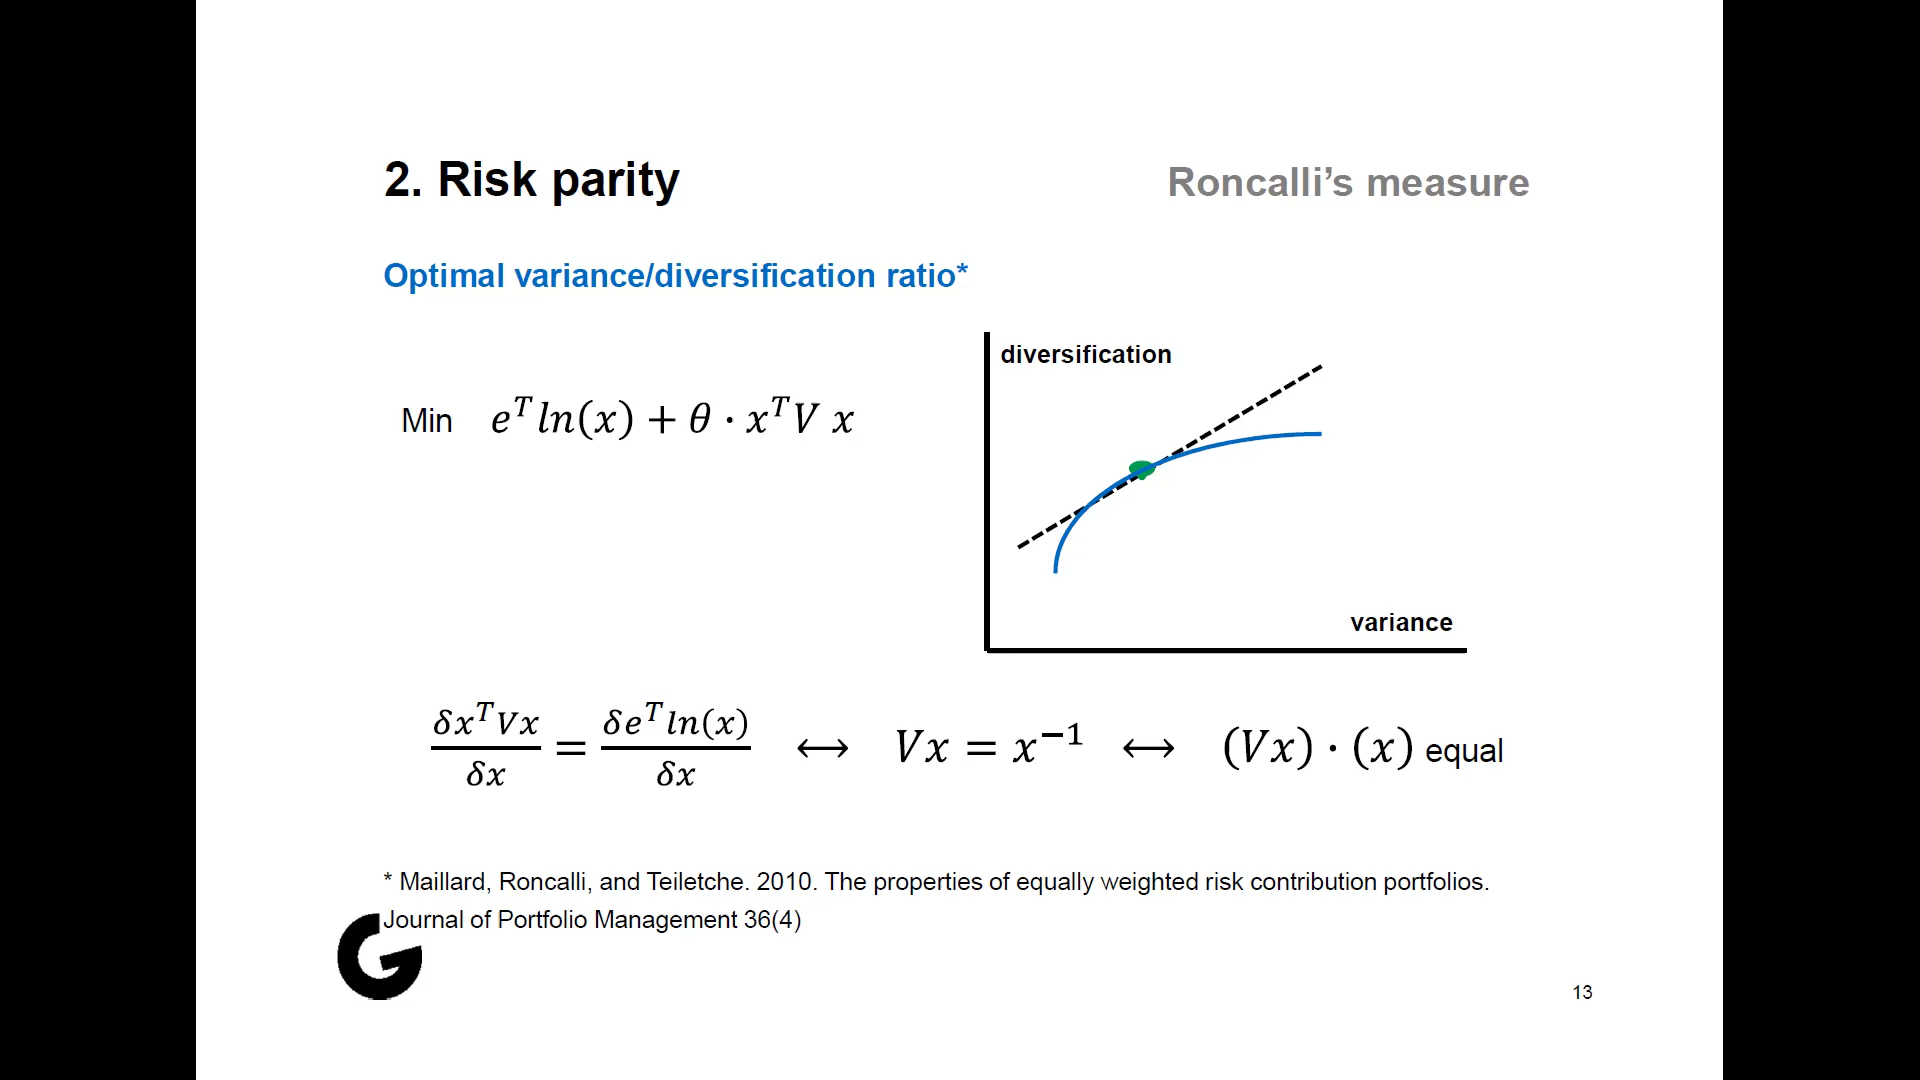 2. Risk parity
Roncalli's measure
Optimal variance/diversification ratio*
diversification
Min e^T ln(x) + θ · x^T V x
variance
δx^T Vx / δx = δe^T ln(x) / δx ⟷ Vx = x^−1 ⟷ (Vx) · (x) equal
* Maillard, Roncalli, and Teiletche. 2010. The properties of equally weighted risk contribution portfolios.
Journal of Portfolio Management 36(4)
G
13